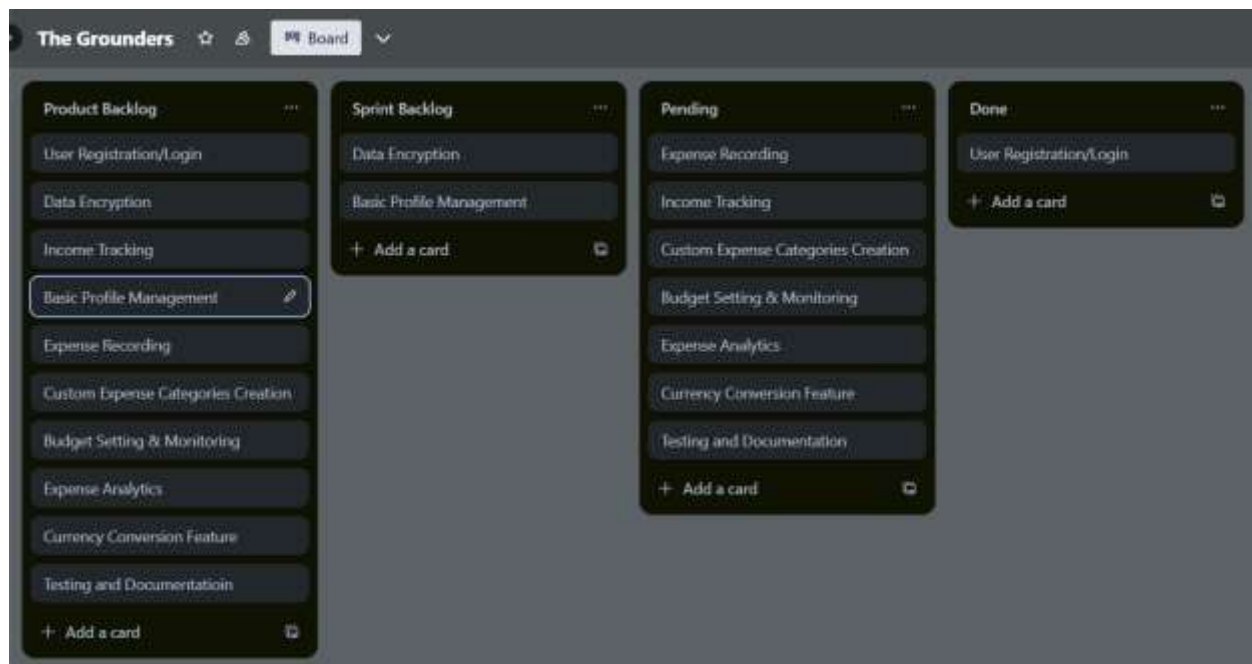 The Grounders
Board
Product Backlog
User Registration/Login
Data Encryption
Income Tracking
Basic Profile Management
Expense Recording
Custom Expense Categories Creation
Budget Setting & Monitoring
Expense Analytics
Currency Conversion Feature
Testing and Documentatioin
+ Add a card
Sprint Backlog
Data Encryption
Basic Profile Management
+ Add a card
Pending
Expense Recording
Income Tracking
Custom Expense Categories Creation
Budget Setting & Monitoring
Expense Analytics
Currency Conversion Feature
Testing and Documentation
+ Add a card
Done
User Registration/Login
+ Add a card